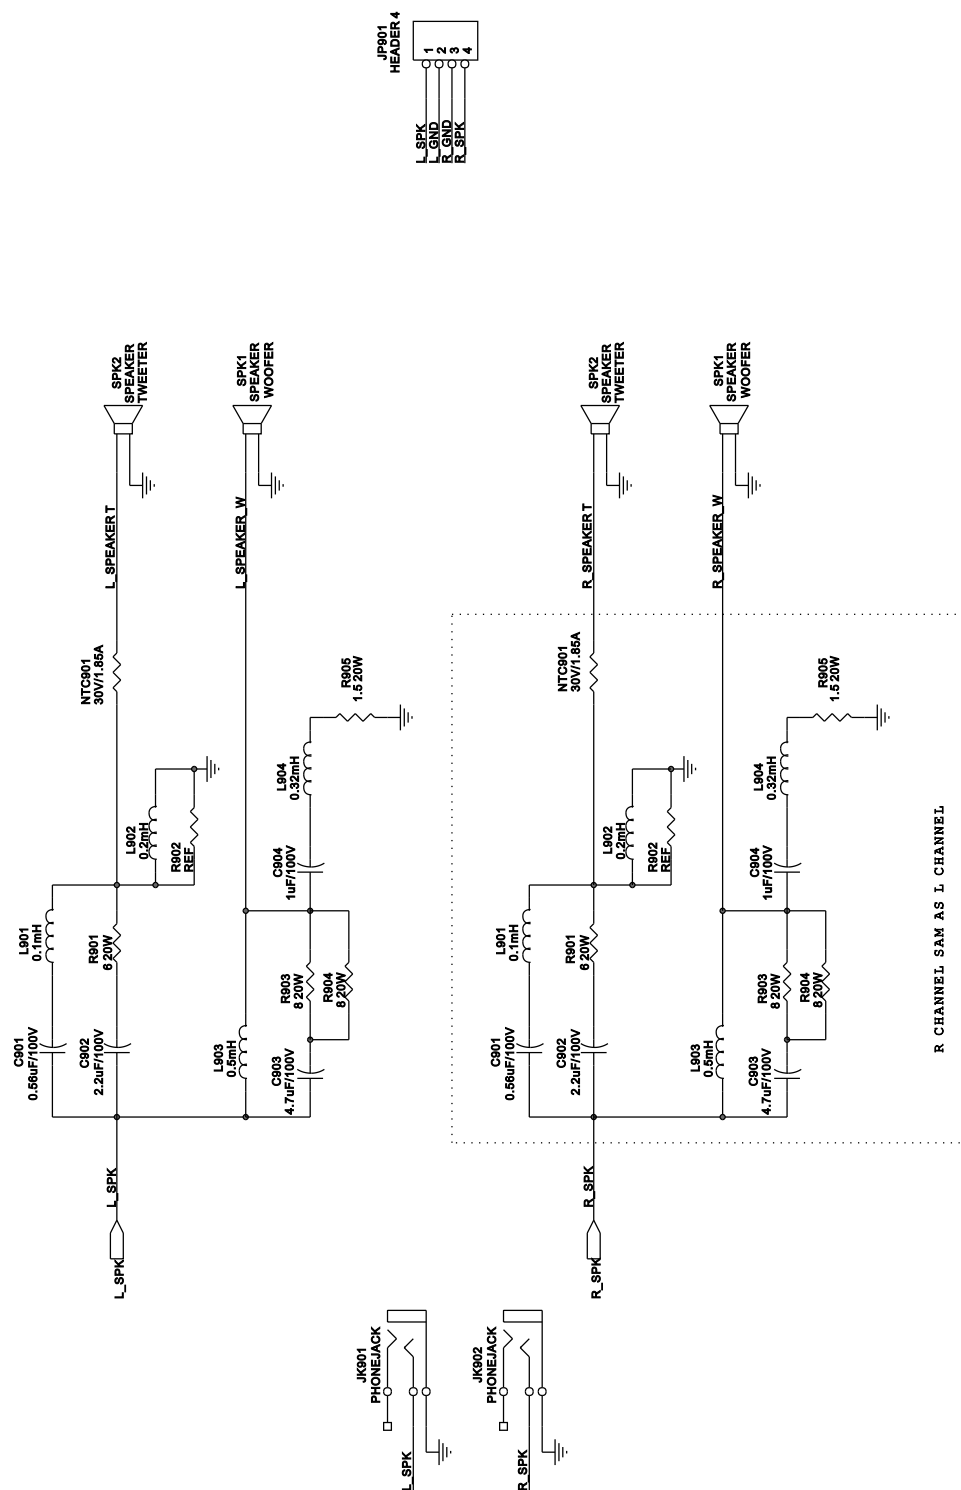 JP901
HEADER 4
1
2
3
4
L_SPK
L_GND
R_GND
R_SPK
SPK2
SPEAKER
TWEETER
SPK1
SPEAKER
WOOFER
L_SPEAKER T
L_SPEAKER_W
NTC901
30V/1.85A
R905
1.5 20W
L902
0.2mH
R902
REF
L904
0.32mH
C904
1uF/100V
L901
0.1mH
R901
6 20W
R903
8 20W
R904
8 20W
C901
0.56uF/100V
C902
2.2uF/100V
L903
0.5mH
C903
4.7uF/100V
L_SPK
L_SPK
SPK2
SPEAKER
TWEETER
SPK1
SPEAKER
WOOFER
R_SPEAKER T
R_SPEAKER_W
NTC901
30V/1.85A
R905
1.5 20W
L902
0.2mH
R902
REF
L904
0.32mH
C904
1uF/100V
L901
0.1mH
R901
6 20W
R903
8 20W
R904
8 20W
C901
0.56uF/100V
C902
2.2uF/100V
L903
0.5mH
C903
4.7uF/100V
R_SPK
R_SPK
R CHANNEL SAM AS L CHANNEL
JK901
PHONEJACK
L_SPK
JK902
PHONEJACK
R_SPK